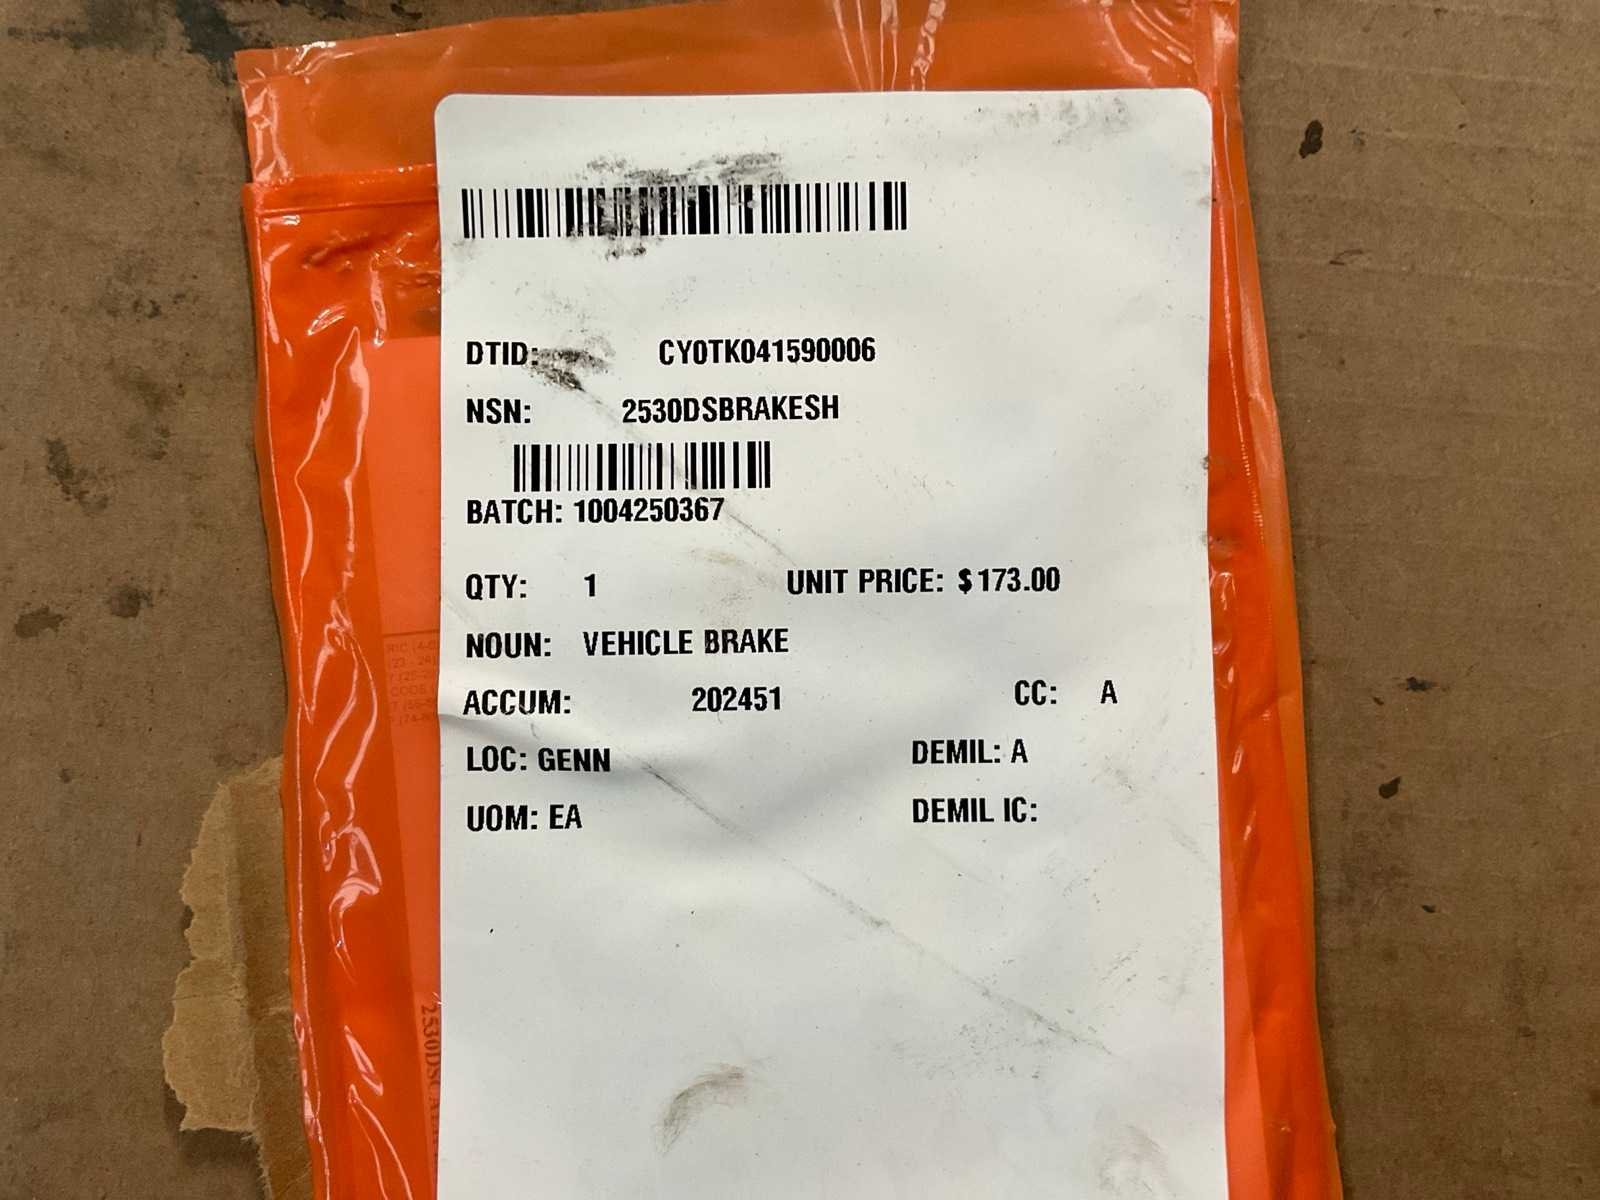 DTID: CY0TK041590006
NSN: 2530DSBRAKESH
BATCH: 1004250367
QTY: 1 UNIT PRICE: $173.00
NOUN: VEHICLE BRAKE
ACCUM: 202451 CC: A
LOC: GENN DEMIL: A
UOM: EA DEMIL IC: